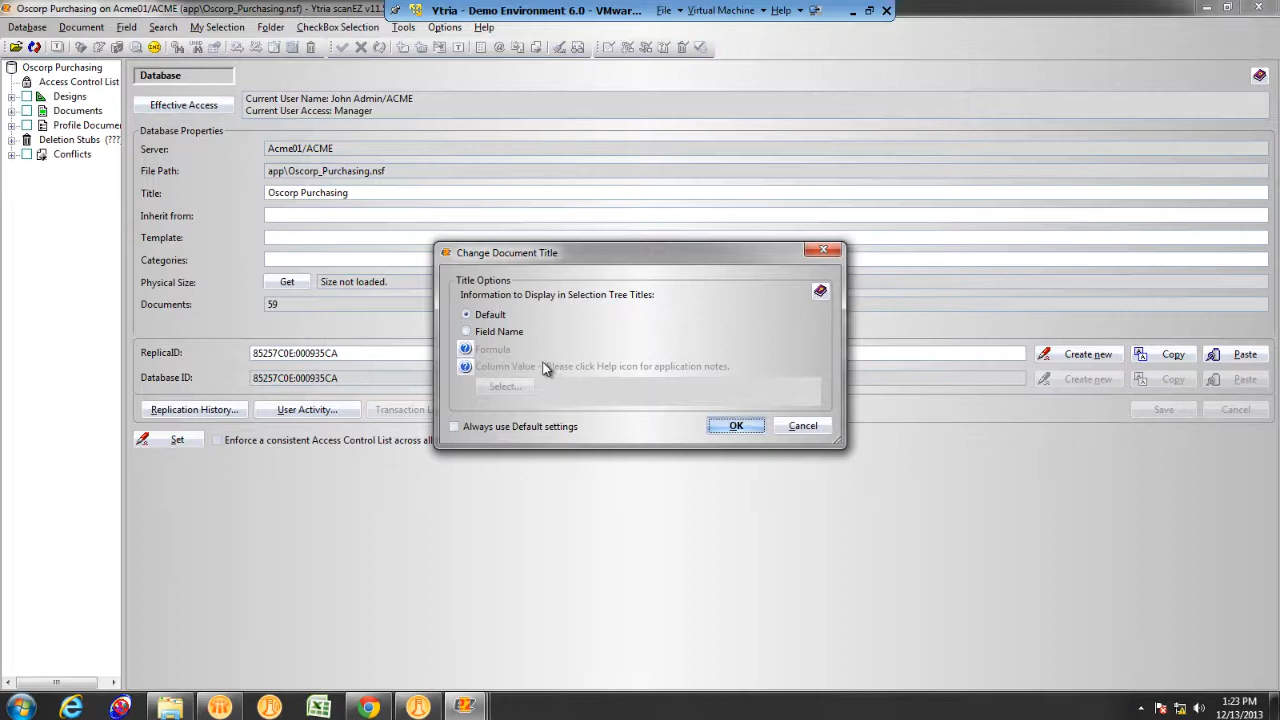 Oscorp Purchasing on Acme01/ACME (app\Oscorp_Purchasing.nsf) - Ytria scanEZ v11.
Ytria - Demo Environment 6.0 - VMwar... File Virtual Machine Help
Database Document Field Search My Selection Folder CheckBox Selection Tools Options Help
Oscorp Purchasing
Access Control List
Designs
Documents
Profile Documen
Deletion Stubs (???)
Conflicts
Database
Effective Access
Current User Name: John Admin/ACME
Current User Access: Manager
Database Properties
Server: Acme01/ACME
File Path: app\Oscorp_Purchasing.nsf
Title: Oscorp Purchasing
Inherit from:
Template:
Categories:
Physical Size: Get Size not loaded.
Documents: 59
ReplicaID: 85257C0E:000935CA Create new Copy Paste
Database ID: 85257C0E:000935CA Create new Copy Paste
Replication History... User Activity... Transaction L Save Cancel
Set Enforce a consistent Access Control List across all
Change Document Title
Title Options
Information to Display in Selection Tree Titles:
Default
Field Name
Formula
Column Value - Please click Help icon for application notes.
Select...
Always use Default settings OK Cancel
1:23 PM
12/13/2013